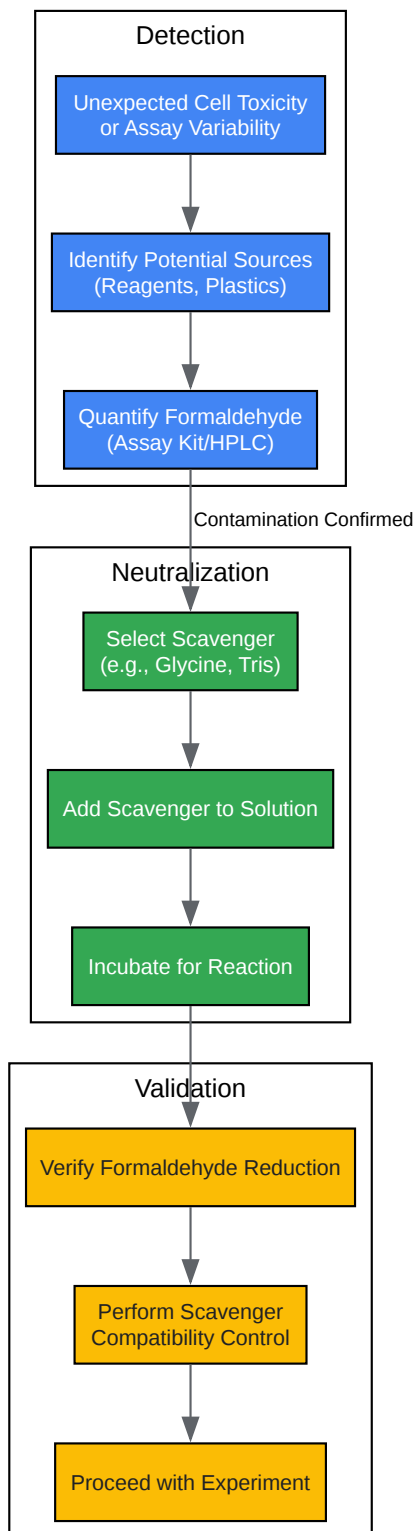 Detection
Unexpected Cell Toxicity
or Assay Variability
Identify Potential Sources
(Reagents, Plastics)
Quantify Formaldehyde
(Assay Kit/HPLC)
Contamination Confirmed
Neutralization
Select Scavenger
(e.g., Glycine, Tris)
Add Scavenger to Solution
Incubate for Reaction
Validation
Verify Formaldehyde Reduction
Perform Scavenger
Compatibility Control
Proceed with Experiment